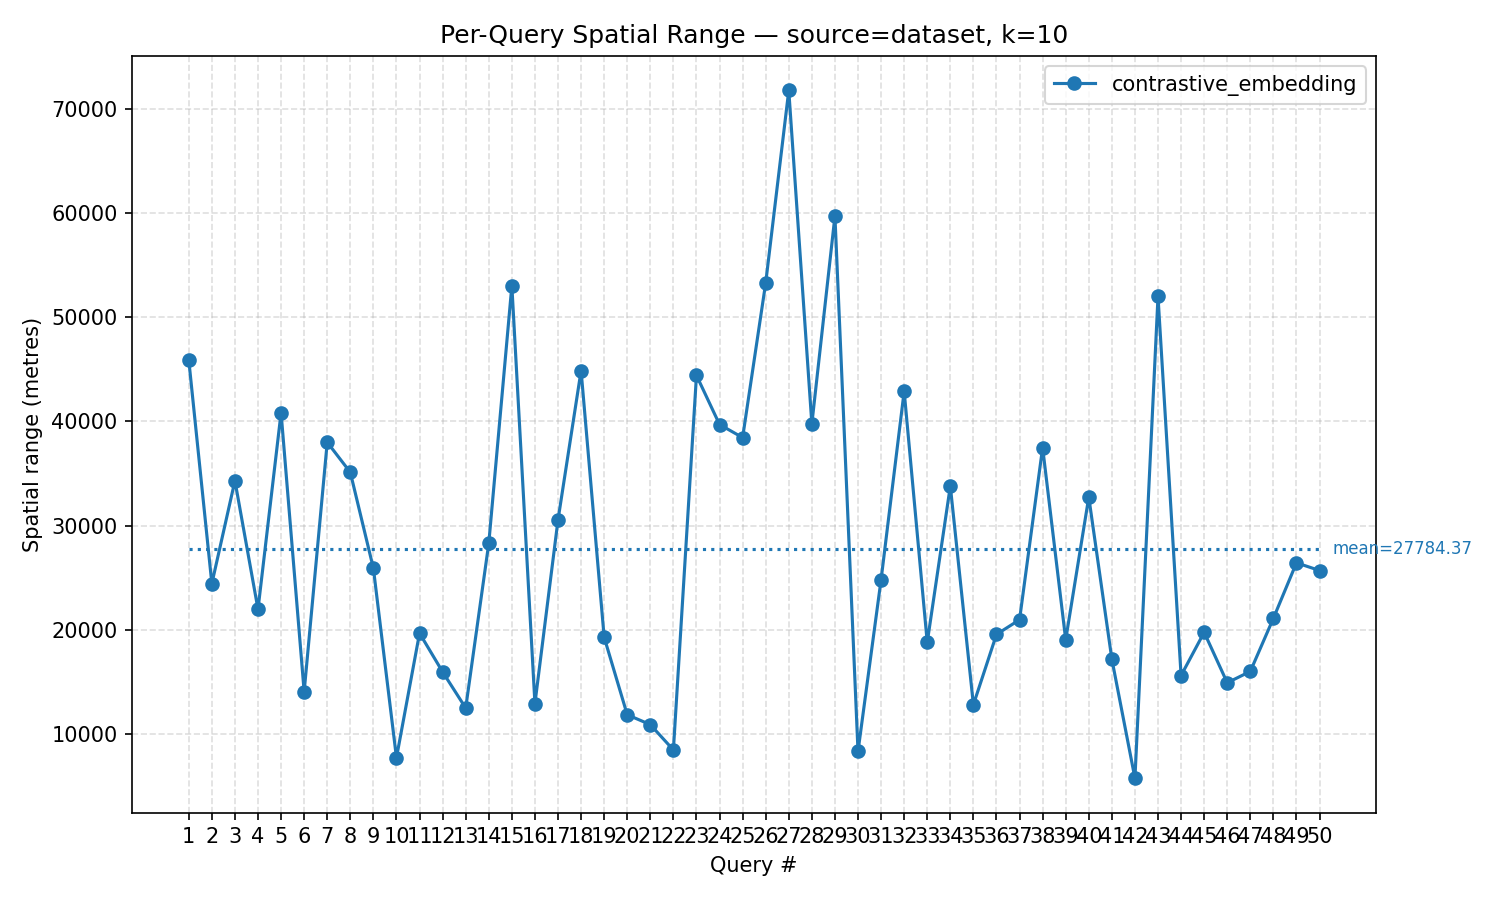 Per-Query Spatial Range — source=dataset, k=10
contrastive_embedding
70000
60000
50000
40000
30000
20000
10000
Spatial range (metres)
mean=27784.37
1 2 3 4 5 6 7 8 9 10 11 12 13 14 15 16 17 18 19 20 21 22 23 24 25 26 27 28 29 30 31 32 33 34 35 36 37 38 39 40 41 42 43 44 45 46 47 48 49 50
Query #